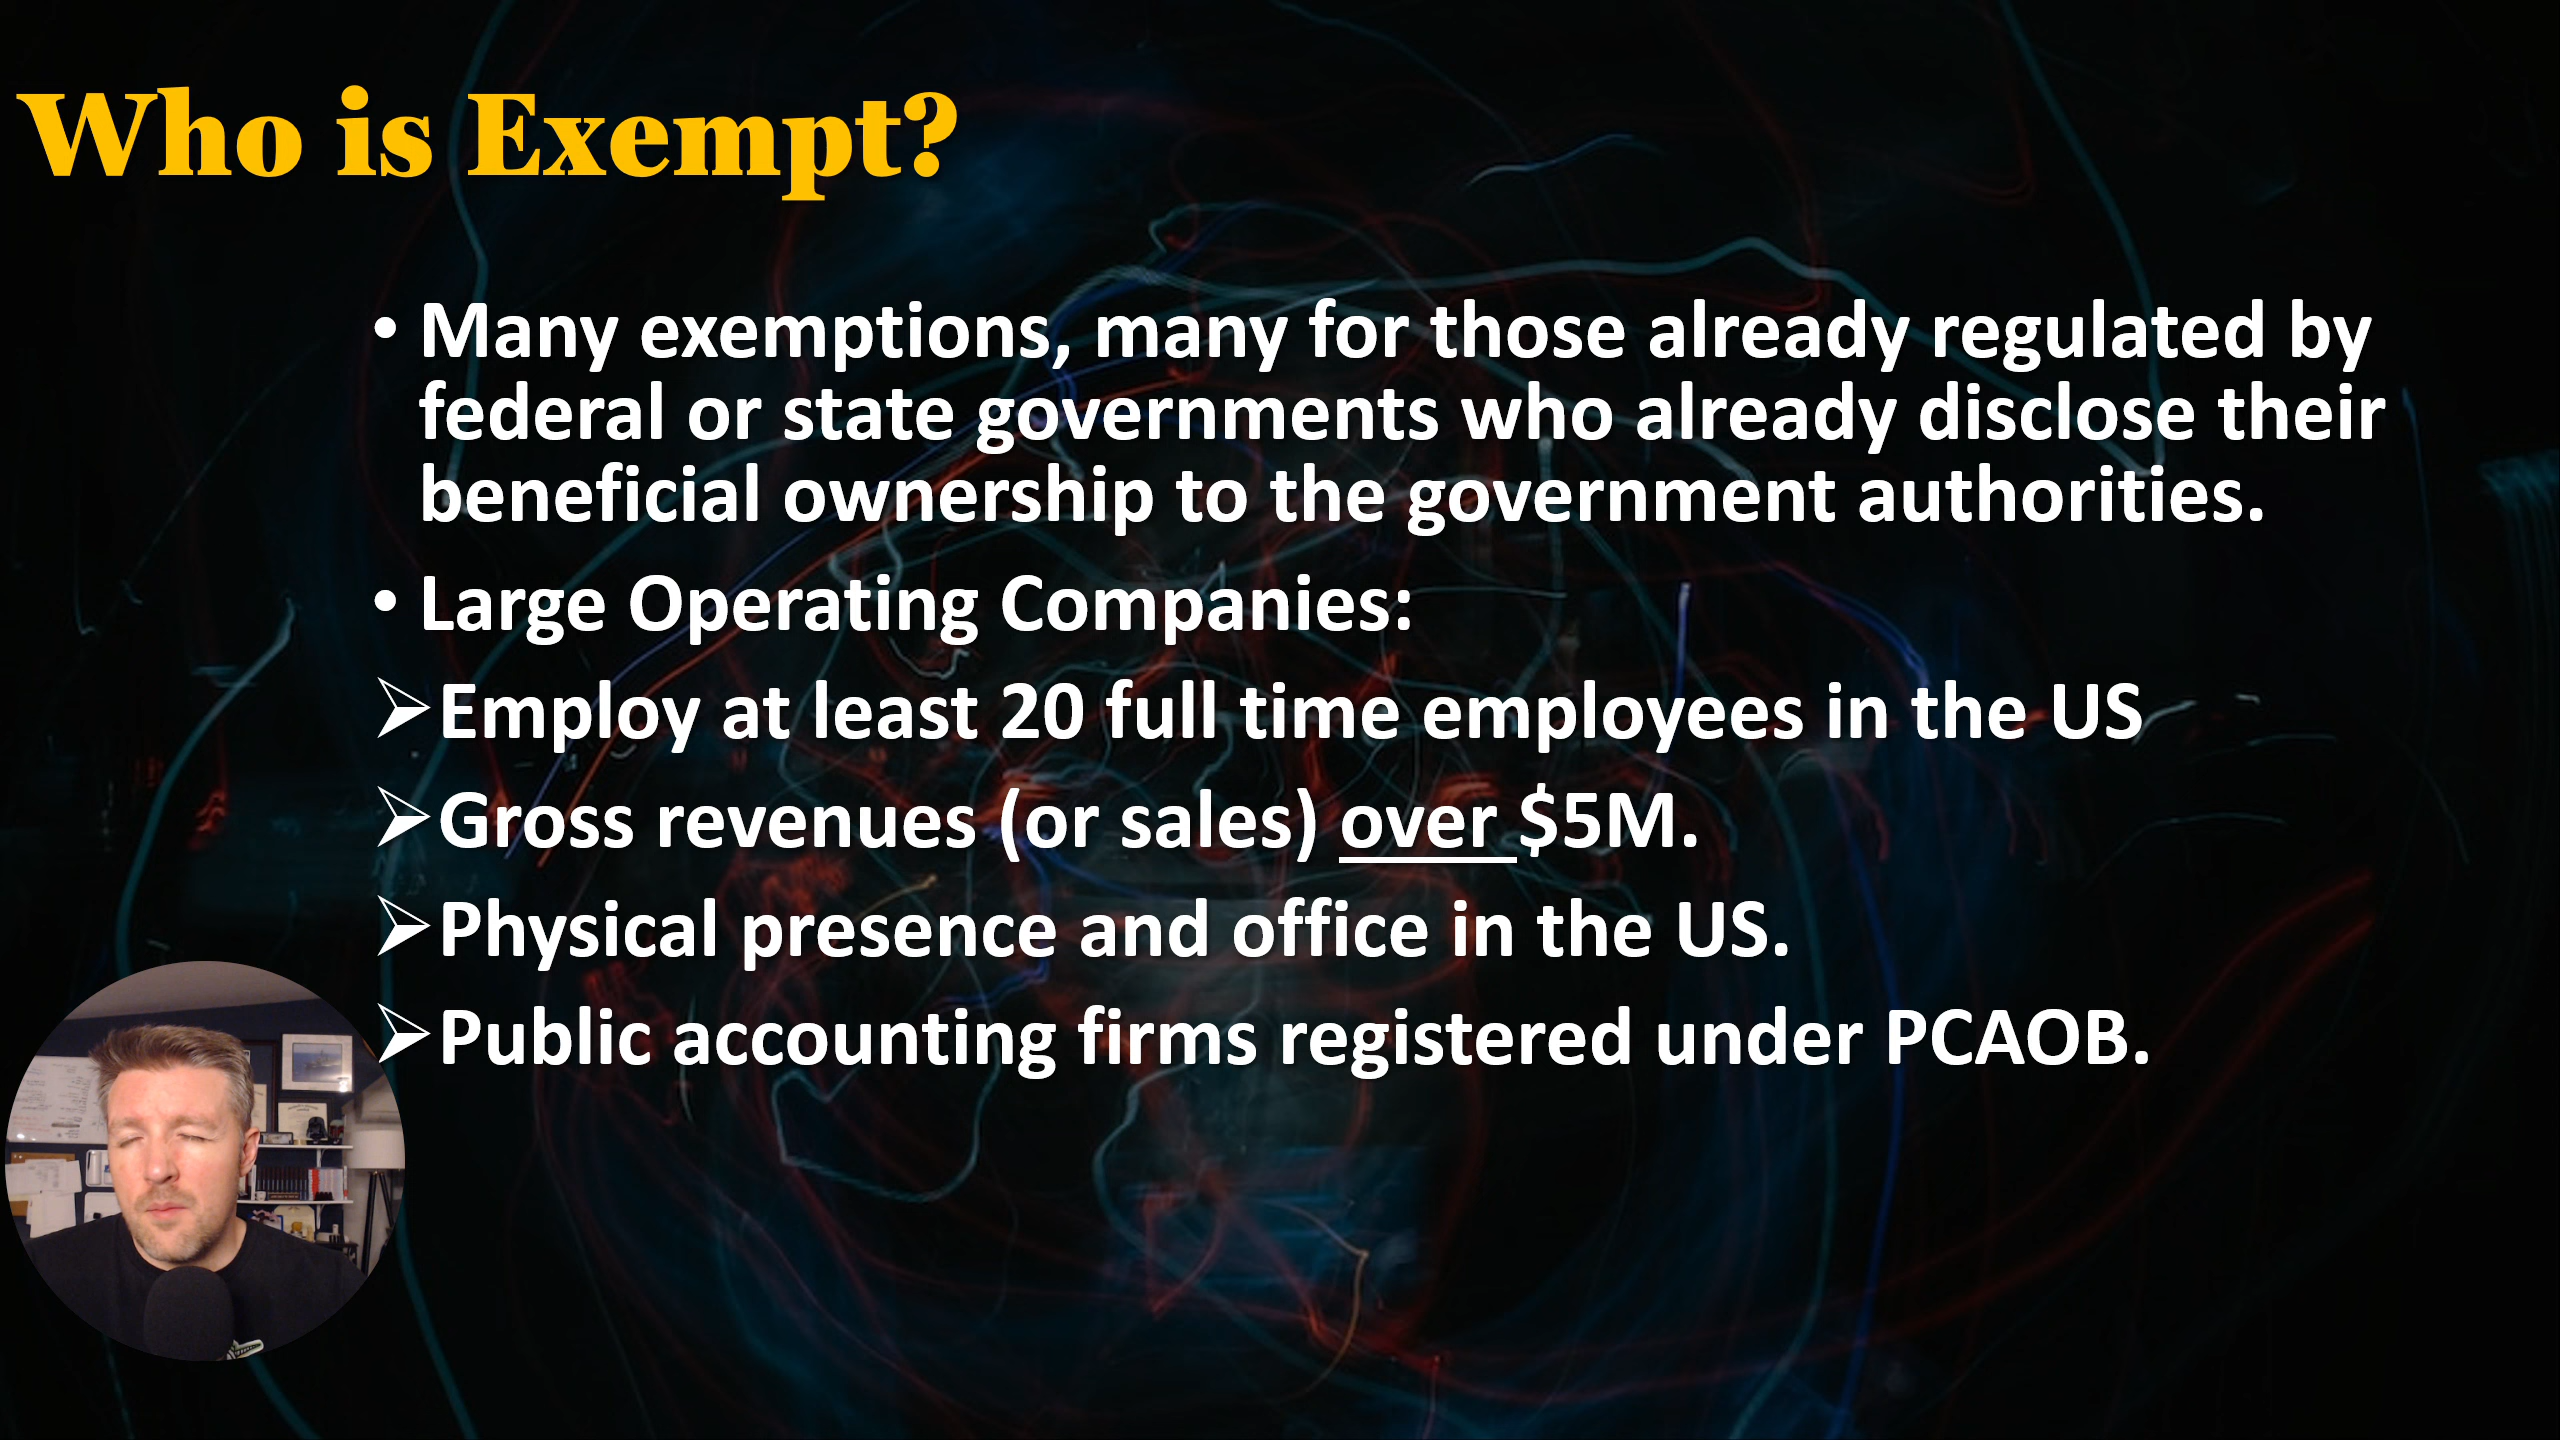 Who is Exempt?
• Many exemptions, many for those already regulated by
federal or state governments who already disclose their
beneficial ownership to the government authorities.
• Large Operating Companies:
➢Employ at least 20 full time employees in the US
➢Gross revenues (or sales) over $5M.
➢Physical presence and office in the US.
➢Public accounting firms registered under PCAOB.